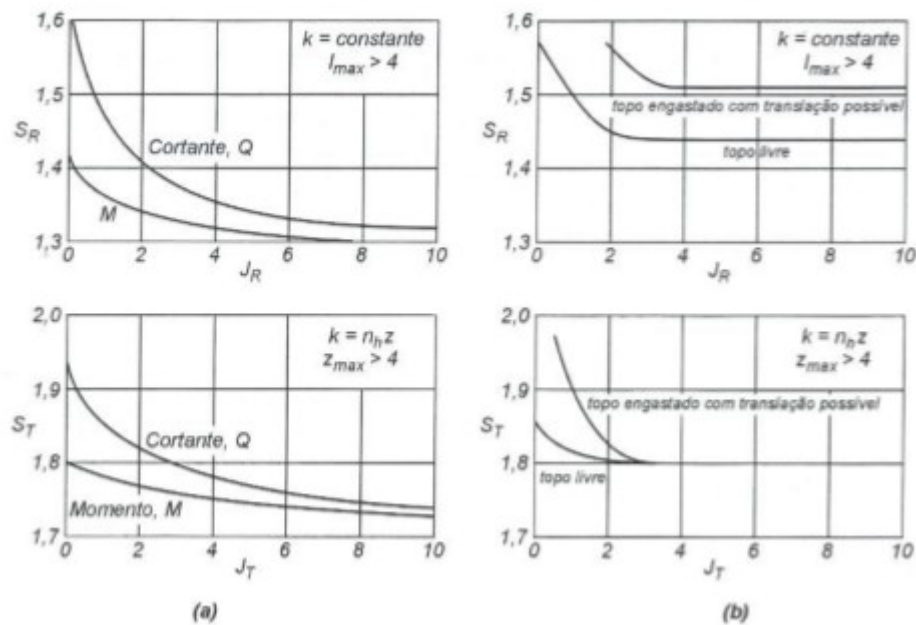 1,6
k = constante
l_max > 4
1,5
S_R
Cortante, Q
1,4
M
1,3
0 2 4 6 8 10
J_R
1,6
k = constante
l_max > 4
1,5
topo engastado com translação possível
S_R
topo livre
1,4
1,3
0 2 4 6 8 10
J_R
2,0
k = n_h z
z_max > 4
1,9
S_T
Cortante, Q
1,8
Momento, M
1,7
0 2 4 6 8 10
J_T
(a)
2,0
k = n_h z
z_max > 4
1,9
topo engastado com translação possível
S_T
1,8
topo livre
1,7
0 2 4 6 8 10
J_T
(b)